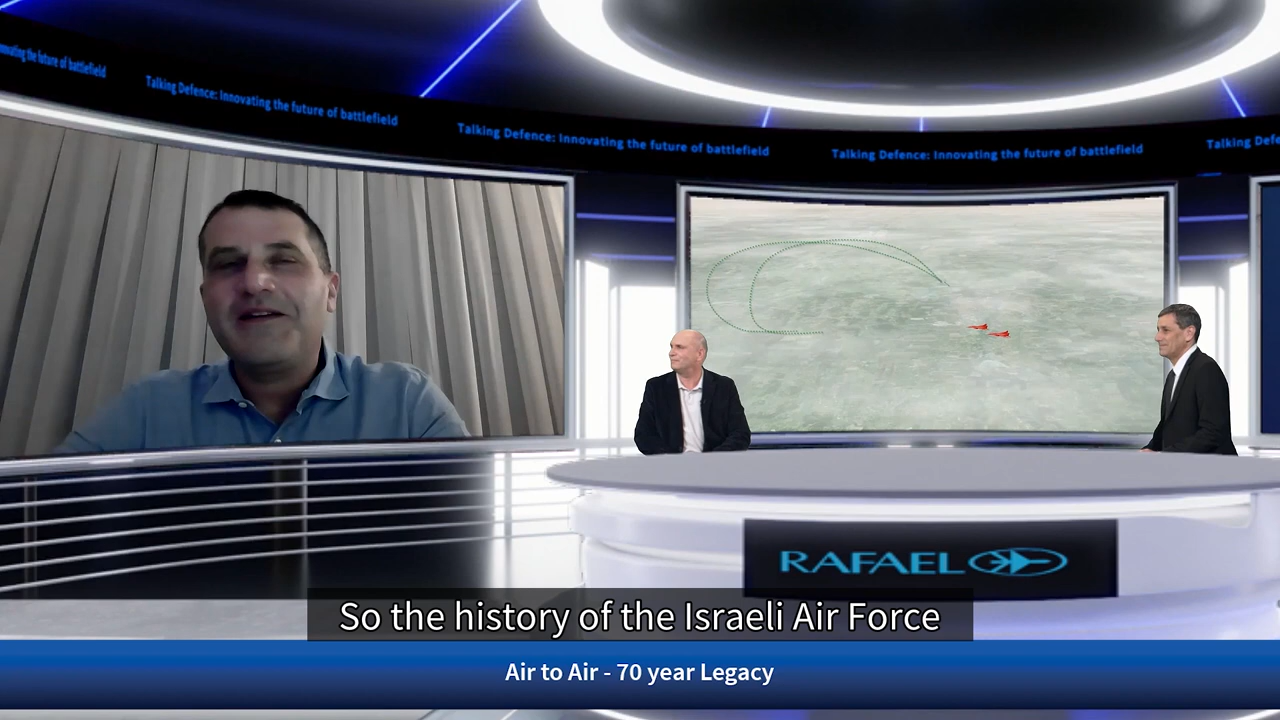 nnovating the future of battlefield
Talking Defence: Innovating the future of battlefield
Talking Defence: Innovating the future of battlefield
Talking Defence: Innovating the future of battlefield
Talking Defe
RAFAEL
So the history of the Israeli Air Force
Air to Air - 70 year Legacy